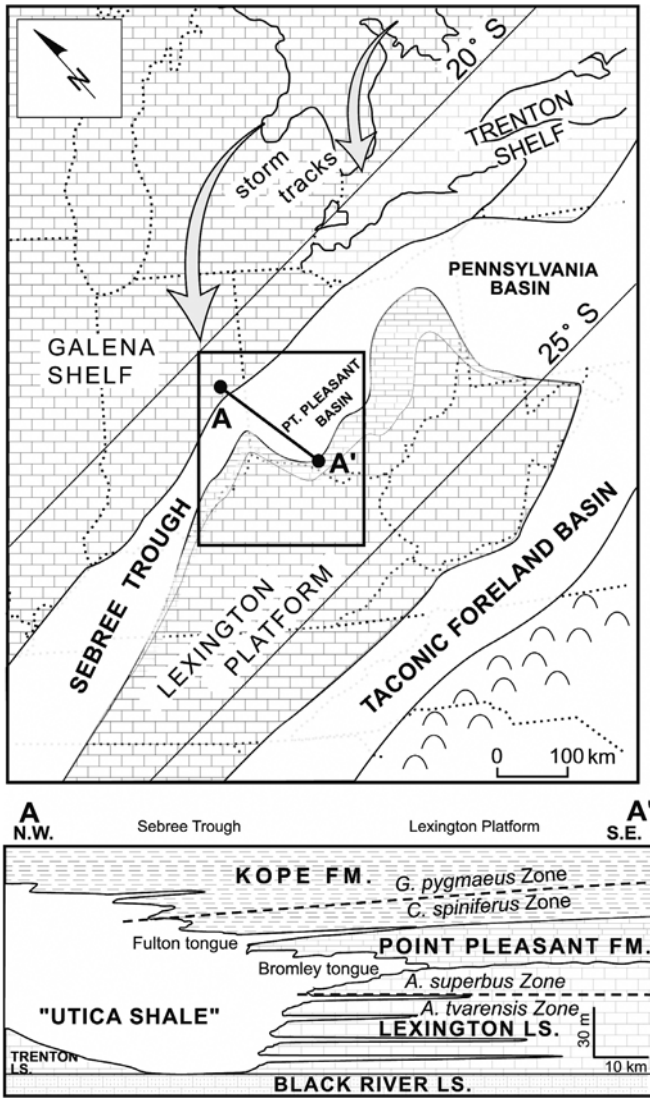 N
20° S
TRENTON
SHELF
storm
tracks
PENNSYLVANIA
BASIN
25° S
GALENA
SHELF
PT. PLEASANT
BASIN
A
A'
SEBREE TROUGH
LEXINGTON
PLATFORM
TACONIC FORELAND BASIN
0 100 km
A A'
N.W. Sebree Trough Lexington Platform S.E.
KOPE FM.
G. pygmaeus Zone
C. spiniferus Zone
Fulton tongue
POINT PLEASANT FM.
Bromley tongue
A. superbus Zone
A. tvarensis Zone
"UTICA SHALE"
LEXINGTON LS.
30 m
TRENTON
LS.
10 km
BLACK RIVER LS.